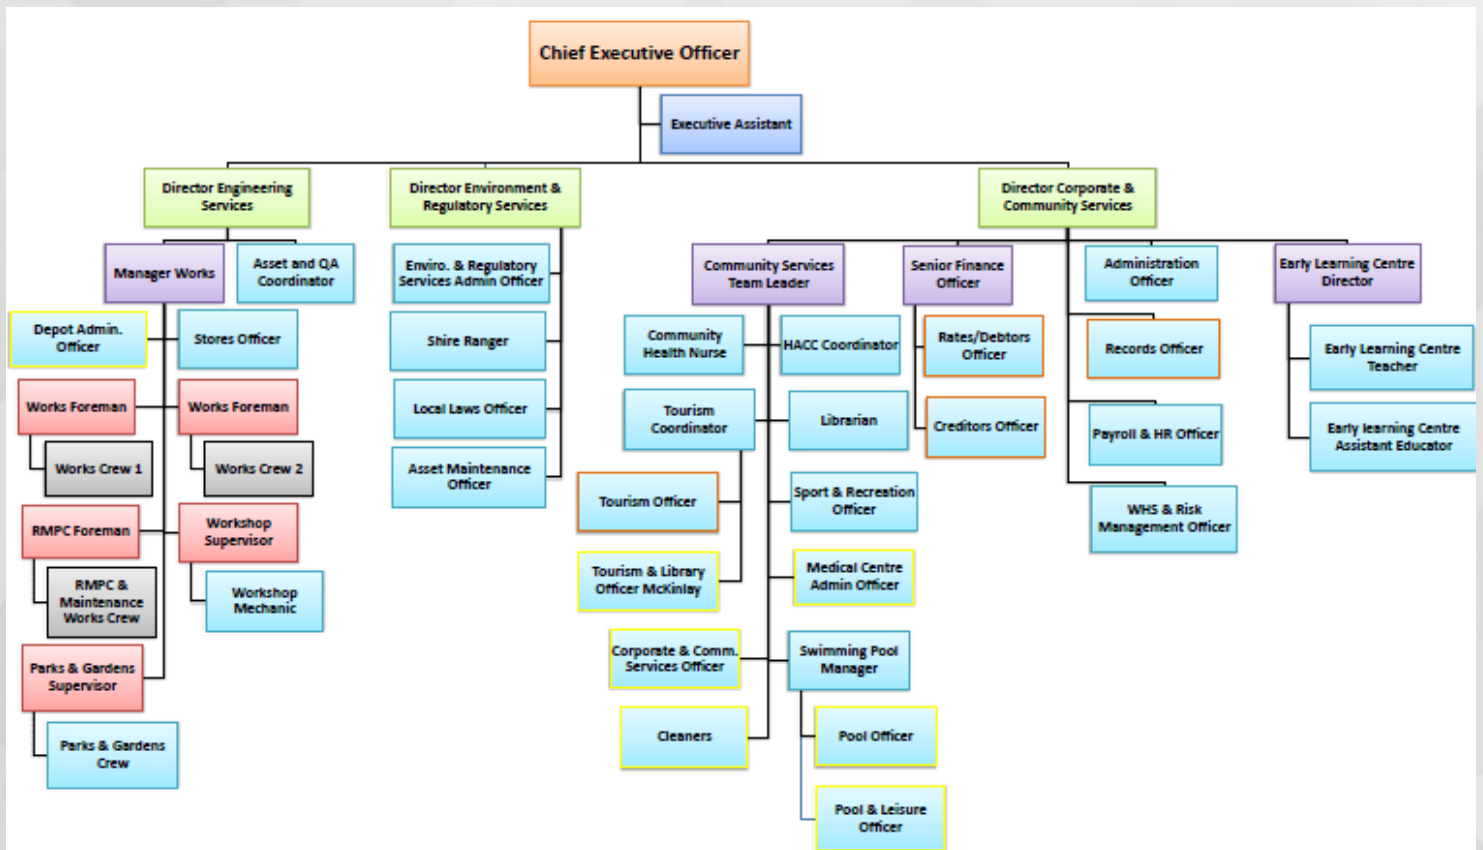 Chief Executive Officer
Executive Assistant
Director Engineering
Services
Director Environment &
Regulatory Services
Director Corporate &
Community Services
Manager Works
Asset and QA
Coordinator
Depot Admin.
Officer
Stores Officer
Works Foreman
Works Foreman
Works Crew 1
Works Crew 2
RMPC Foreman
Workshop
Supervisor
RMPC &
Maintenance
Works Crew
Workshop
Mechanic
Parks & Gardens
Supervisor
Parks & Gardens
Crew
Enviro. & Regulatory
Services Admin Officer
Shire Ranger
Local Laws Officer
Asset Maintenance
Officer
Community Services
Team Leader
Community
Health Nurse
HACC Coordinator
Tourism
Coordinator
Librarian
Tourism Officer
Sport & Recreation
Officer
Tourism & Library
Officer McKinlay
Medical Centre
Admin Officer
Corporate & Comm.
Services Officer
Swimming Pool
Manager
Cleaners
Pool Officer
Pool & Leisure
Officer
Senior Finance
Officer
Rates/Debtors
Officer
Creditors Officer
Administration
Officer
Records Officer
Payroll & HR Officer
WHS & Risk
Management Officer
Early Learning Centre
Director
Early Learning Centre
Teacher
Early learning Centre
Assistant Educator